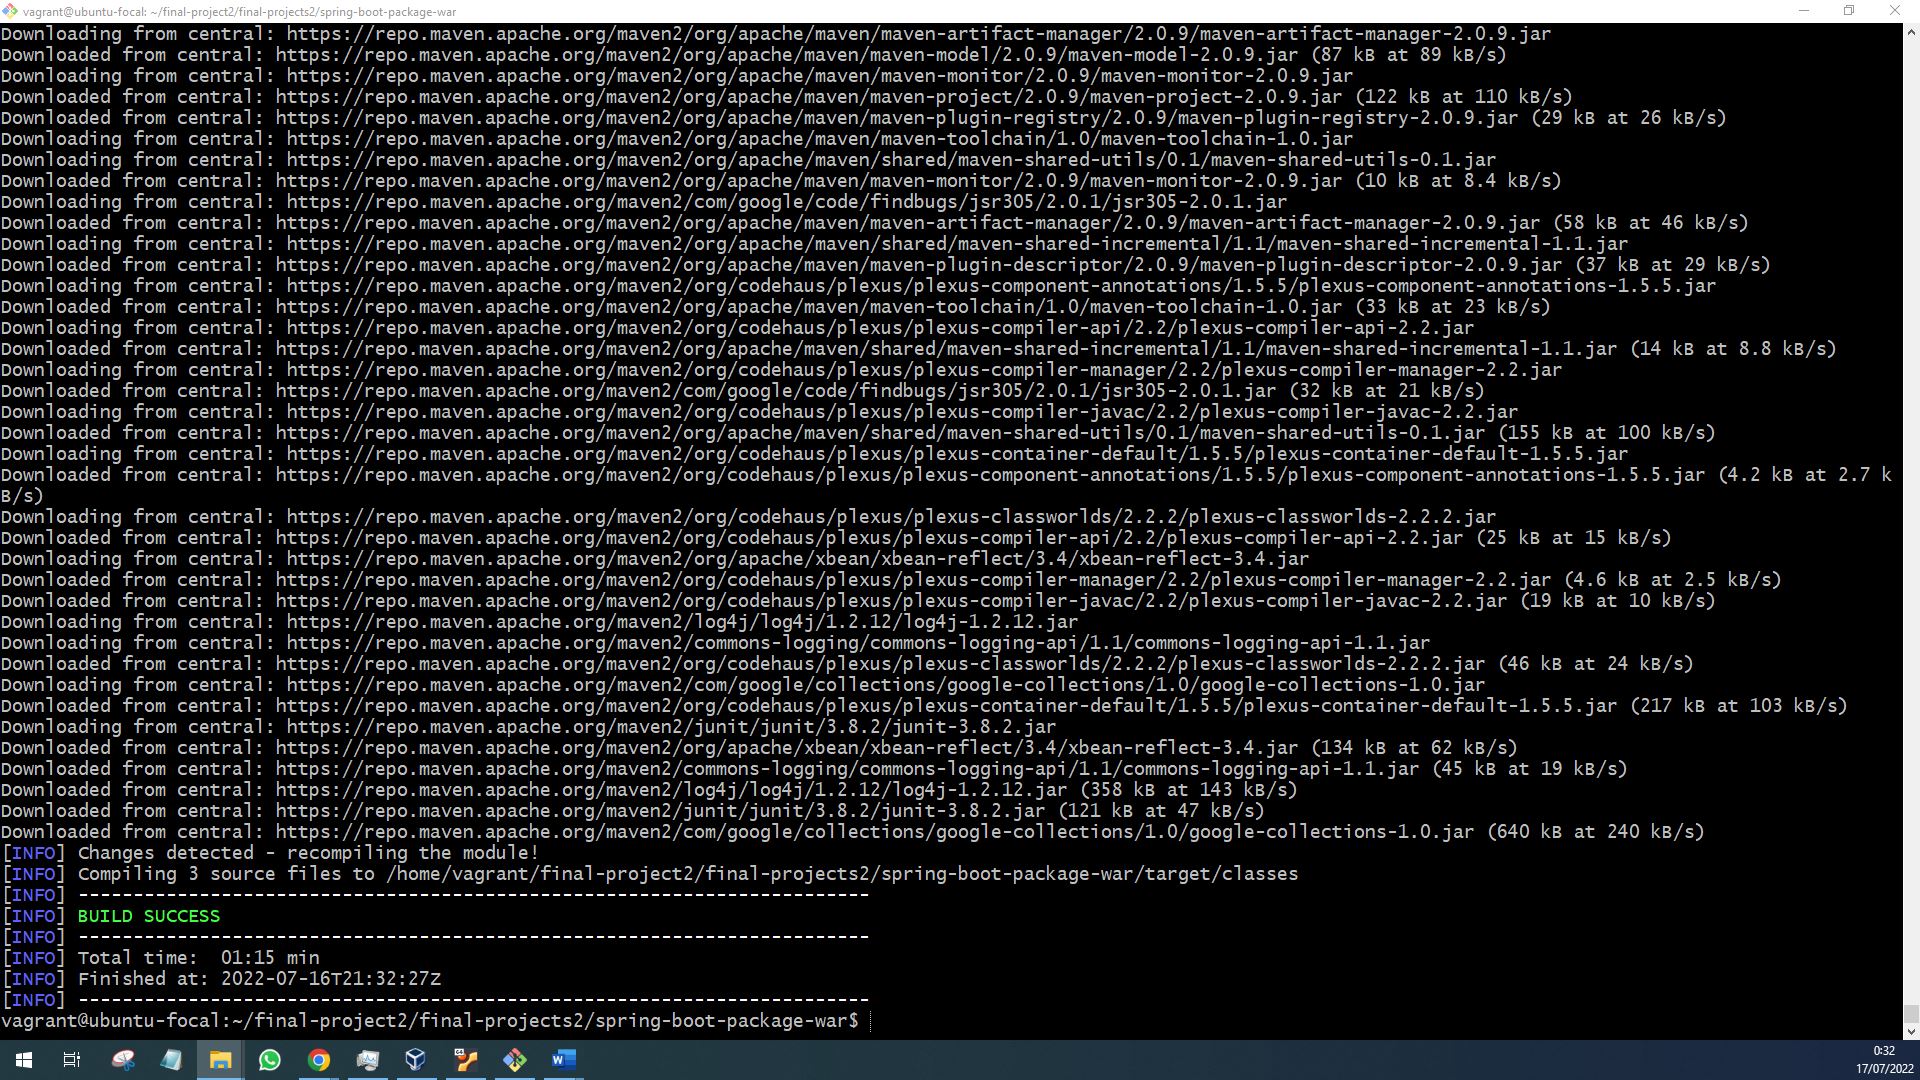 vagrant@ubuntu-focal: ~/final-project2/final-projects2/spring-boot-package-war
Downloading from central: https://repo.maven.apache.org/maven2/org/apache/maven/maven-artifact-manager/2.0.9/maven-artifact-manager-2.0.9.jar
Downloaded from central: https://repo.maven.apache.org/maven2/org/apache/maven/maven-model/2.0.9/maven-model-2.0.9.jar (87 kB at 89 kB/s)
Downloading from central: https://repo.maven.apache.org/maven2/org/apache/maven/maven-monitor/2.0.9/maven-monitor-2.0.9.jar
Downloaded from central: https://repo.maven.apache.org/maven2/org/apache/maven/maven-project/2.0.9/maven-project-2.0.9.jar (122 kB at 110 kB/s)
Downloaded from central: https://repo.maven.apache.org/maven2/org/apache/maven/maven-plugin-registry/2.0.9/maven-plugin-registry-2.0.9.jar (29 kB at 26 kB/s)
Downloading from central: https://repo.maven.apache.org/maven2/org/apache/maven/maven-toolchain/1.0/maven-toolchain-1.0.jar
Downloading from central: https://repo.maven.apache.org/maven2/org/apache/maven/shared/maven-shared-utils/0.1/maven-shared-utils-0.1.jar
Downloaded from central: https://repo.maven.apache.org/maven2/org/apache/maven/maven-monitor/2.0.9/maven-monitor-2.0.9.jar (10 kB at 8.4 kB/s)
Downloading from central: https://repo.maven.apache.org/maven2/com/google/code/findbugs/jsr305/2.0.1/jsr305-2.0.1.jar
Downloaded from central: https://repo.maven.apache.org/maven2/org/apache/maven/maven-artifact-manager/2.0.9/maven-artifact-manager-2.0.9.jar (58 kB at 46 kB/s)
Downloading from central: https://repo.maven.apache.org/maven2/org/apache/maven/shared/maven-shared-incremental/1.1/maven-shared-incremental-1.1.jar
Downloaded from central: https://repo.maven.apache.org/maven2/org/apache/maven/maven-plugin-descriptor/2.0.9/maven-plugin-descriptor-2.0.9.jar (37 kB at 29 kB/s)
Downloading from central: https://repo.maven.apache.org/maven2/org/codehaus/plexus/plexus-component-annotations/1.5.5/plexus-component-annotations-1.5.5.jar
Downloaded from central: https://repo.maven.apache.org/maven2/org/apache/maven/maven-toolchain/1.0/maven-toolchain-1.0.jar (33 kB at 23 kB/s)
Downloading from central: https://repo.maven.apache.org/maven2/org/codehaus/plexus/plexus-compiler-api/2.2/plexus-compiler-api-2.2.jar
Downloaded from central: https://repo.maven.apache.org/maven2/org/apache/maven/shared/maven-shared-incremental/1.1/maven-shared-incremental-1.1.jar (14 kB at 8.8 kB/s)
Downloading from central: https://repo.maven.apache.org/maven2/org/codehaus/plexus/plexus-compiler-manager/2.2/plexus-compiler-manager-2.2.jar
Downloaded from central: https://repo.maven.apache.org/maven2/com/google/code/findbugs/jsr305/2.0.1/jsr305-2.0.1.jar (32 kB at 21 kB/s)
Downloading from central: https://repo.maven.apache.org/maven2/org/codehaus/plexus/plexus-compiler-javac/2.2/plexus-compiler-javac-2.2.jar
Downloaded from central: https://repo.maven.apache.org/maven2/org/apache/maven/shared/maven-shared-utils/0.1/maven-shared-utils-0.1.jar (155 kB at 100 kB/s)
Downloading from central: https://repo.maven.apache.org/maven2/org/codehaus/plexus/plexus-container-default/1.5.5/plexus-container-default-1.5.5.jar
Downloaded from central: https://repo.maven.apache.org/maven2/org/codehaus/plexus/plexus-component-annotations/1.5.5/plexus-component-annotations-1.5.5.jar (4.2 kB at 2.7 k
B/s)
Downloading from central: https://repo.maven.apache.org/maven2/org/codehaus/plexus/plexus-classworlds/2.2.2/plexus-classworlds-2.2.2.jar
Downloaded from central: https://repo.maven.apache.org/maven2/org/codehaus/plexus/plexus-compiler-api/2.2/plexus-compiler-api-2.2.jar (25 kB at 15 kB/s)
Downloading from central: https://repo.maven.apache.org/maven2/org/apache/xbean/xbean-reflect/3.4/xbean-reflect-3.4.jar
Downloaded from central: https://repo.maven.apache.org/maven2/org/codehaus/plexus/plexus-compiler-manager/2.2/plexus-compiler-manager-2.2.jar (4.6 kB at 2.5 kB/s)
Downloaded from central: https://repo.maven.apache.org/maven2/org/codehaus/plexus/plexus-compiler-javac/2.2/plexus-compiler-javac-2.2.jar (19 kB at 10 kB/s)
Downloading from central: https://repo.maven.apache.org/maven2/log4j/log4j/1.2.12/log4j-1.2.12.jar
Downloading from central: https://repo.maven.apache.org/maven2/commons-logging/commons-logging-api/1.1/commons-logging-api-1.1.jar
Downloaded from central: https://repo.maven.apache.org/maven2/org/codehaus/plexus/plexus-classworlds/2.2.2/plexus-classworlds-2.2.2.jar (46 kB at 24 kB/s)
Downloading from central: https://repo.maven.apache.org/maven2/com/google/collections/google-collections/1.0/google-collections-1.0.jar
Downloaded from central: https://repo.maven.apache.org/maven2/org/codehaus/plexus/plexus-container-default/1.5.5/plexus-container-default-1.5.5.jar (217 kB at 103 kB/s)
Downloading from central: https://repo.maven.apache.org/maven2/junit/junit/3.8.2/junit-3.8.2.jar
Downloaded from central: https://repo.maven.apache.org/maven2/org/apache/xbean/xbean-reflect/3.4/xbean-reflect-3.4.jar (134 kB at 62 kB/s)
Downloaded from central: https://repo.maven.apache.org/maven2/commons-logging/commons-logging-api/1.1/commons-logging-api-1.1.jar (45 kB at 19 kB/s)
Downloaded from central: https://repo.maven.apache.org/maven2/log4j/log4j/1.2.12/log4j-1.2.12.jar (358 kB at 143 kB/s)
Downloaded from central: https://repo.maven.apache.org/maven2/junit/junit/3.8.2/junit-3.8.2.jar (121 kB at 47 kB/s)
Downloaded from central: https://repo.maven.apache.org/maven2/com/google/collections/google-collections/1.0/google-collections-1.0.jar (640 kB at 240 kB/s)
[INFO] Changes detected - recompiling the module!
[INFO] Compiling 3 source files to /home/vagrant/final-project2/final-projects2/spring-boot-package-war/target/classes
[INFO] ------------------------------------------------------------------------
[INFO] BUILD SUCCESS
[INFO] ------------------------------------------------------------------------
[INFO] Total time:  01:15 min
[INFO] Finished at: 2022-07-16T21:32:27Z
[INFO] ------------------------------------------------------------------------
vagrant@ubuntu-focal:~/final-project2/final-projects2/spring-boot-package-war$
0:32
17/07/2022